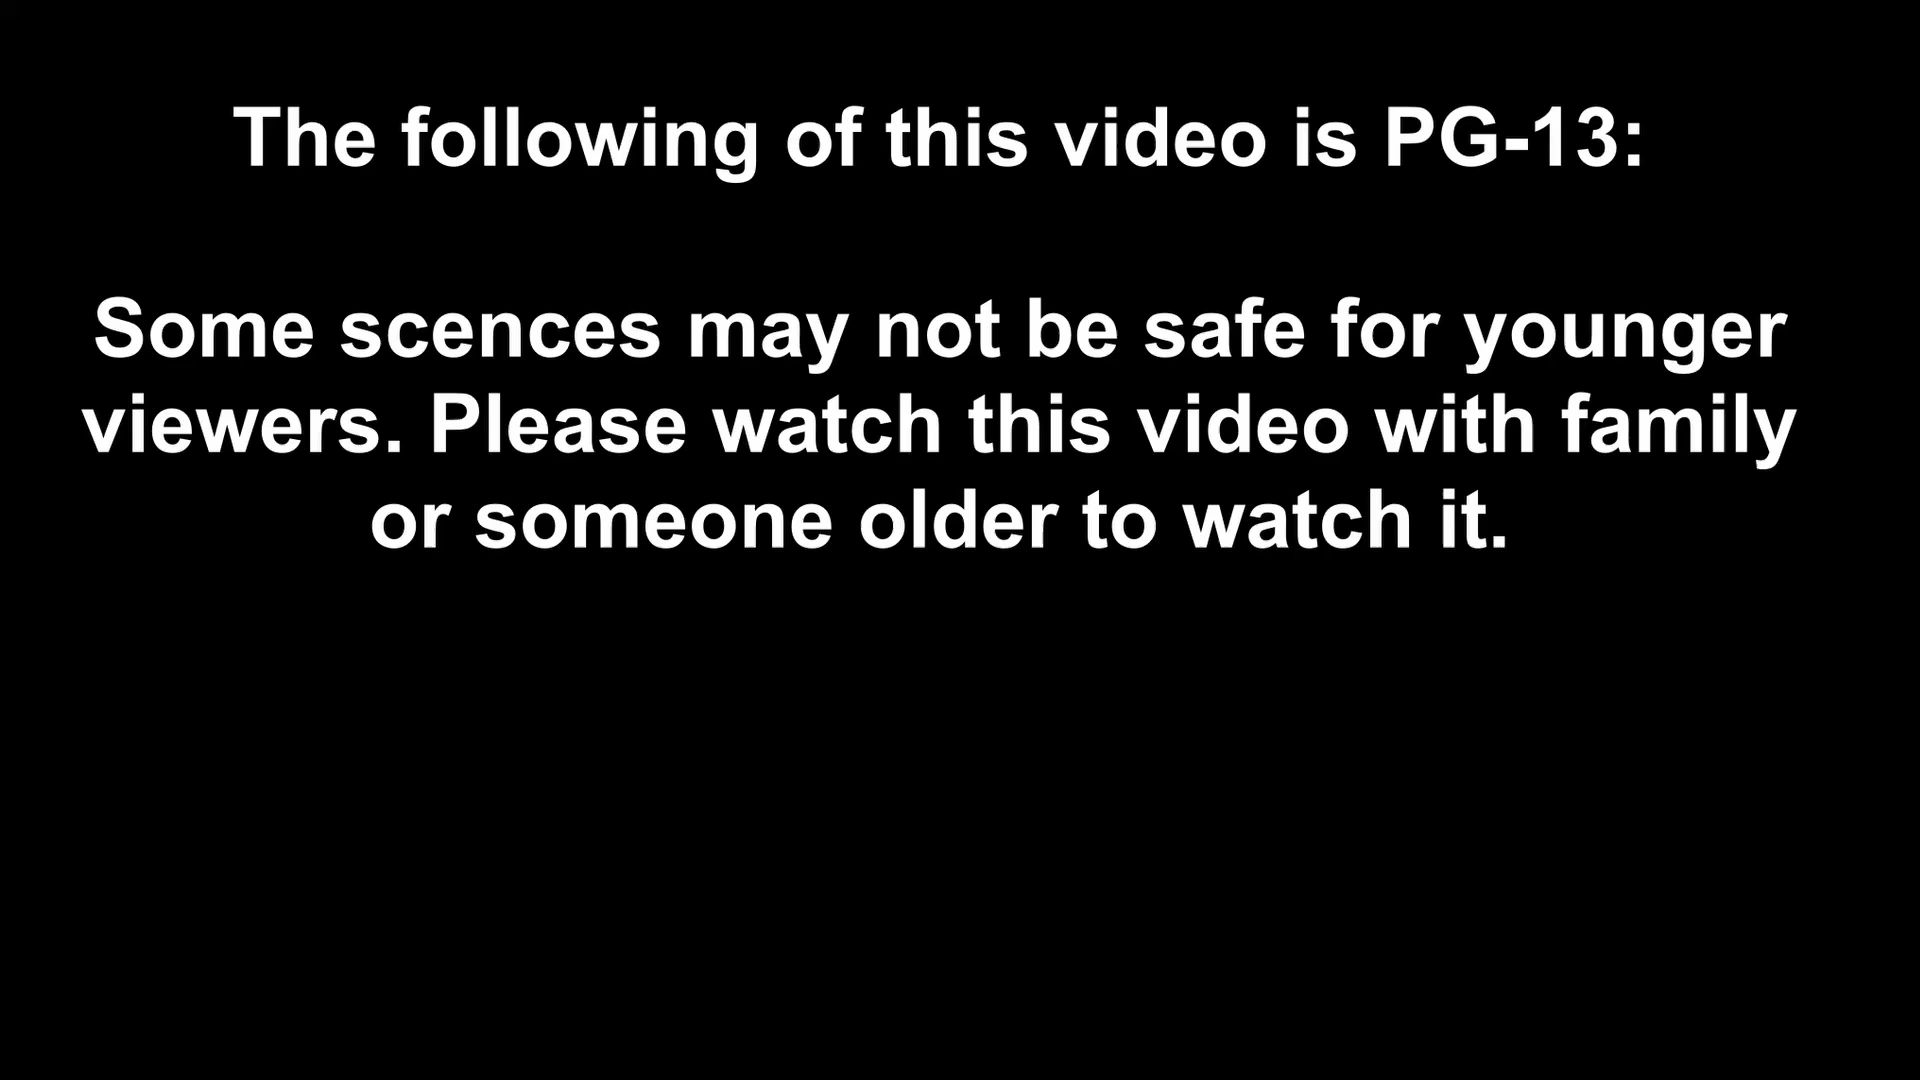 The following of this video is PG-13:
Some scences may not be safe for younger
viewers. Please watch this video with family
or someone older to watch it.